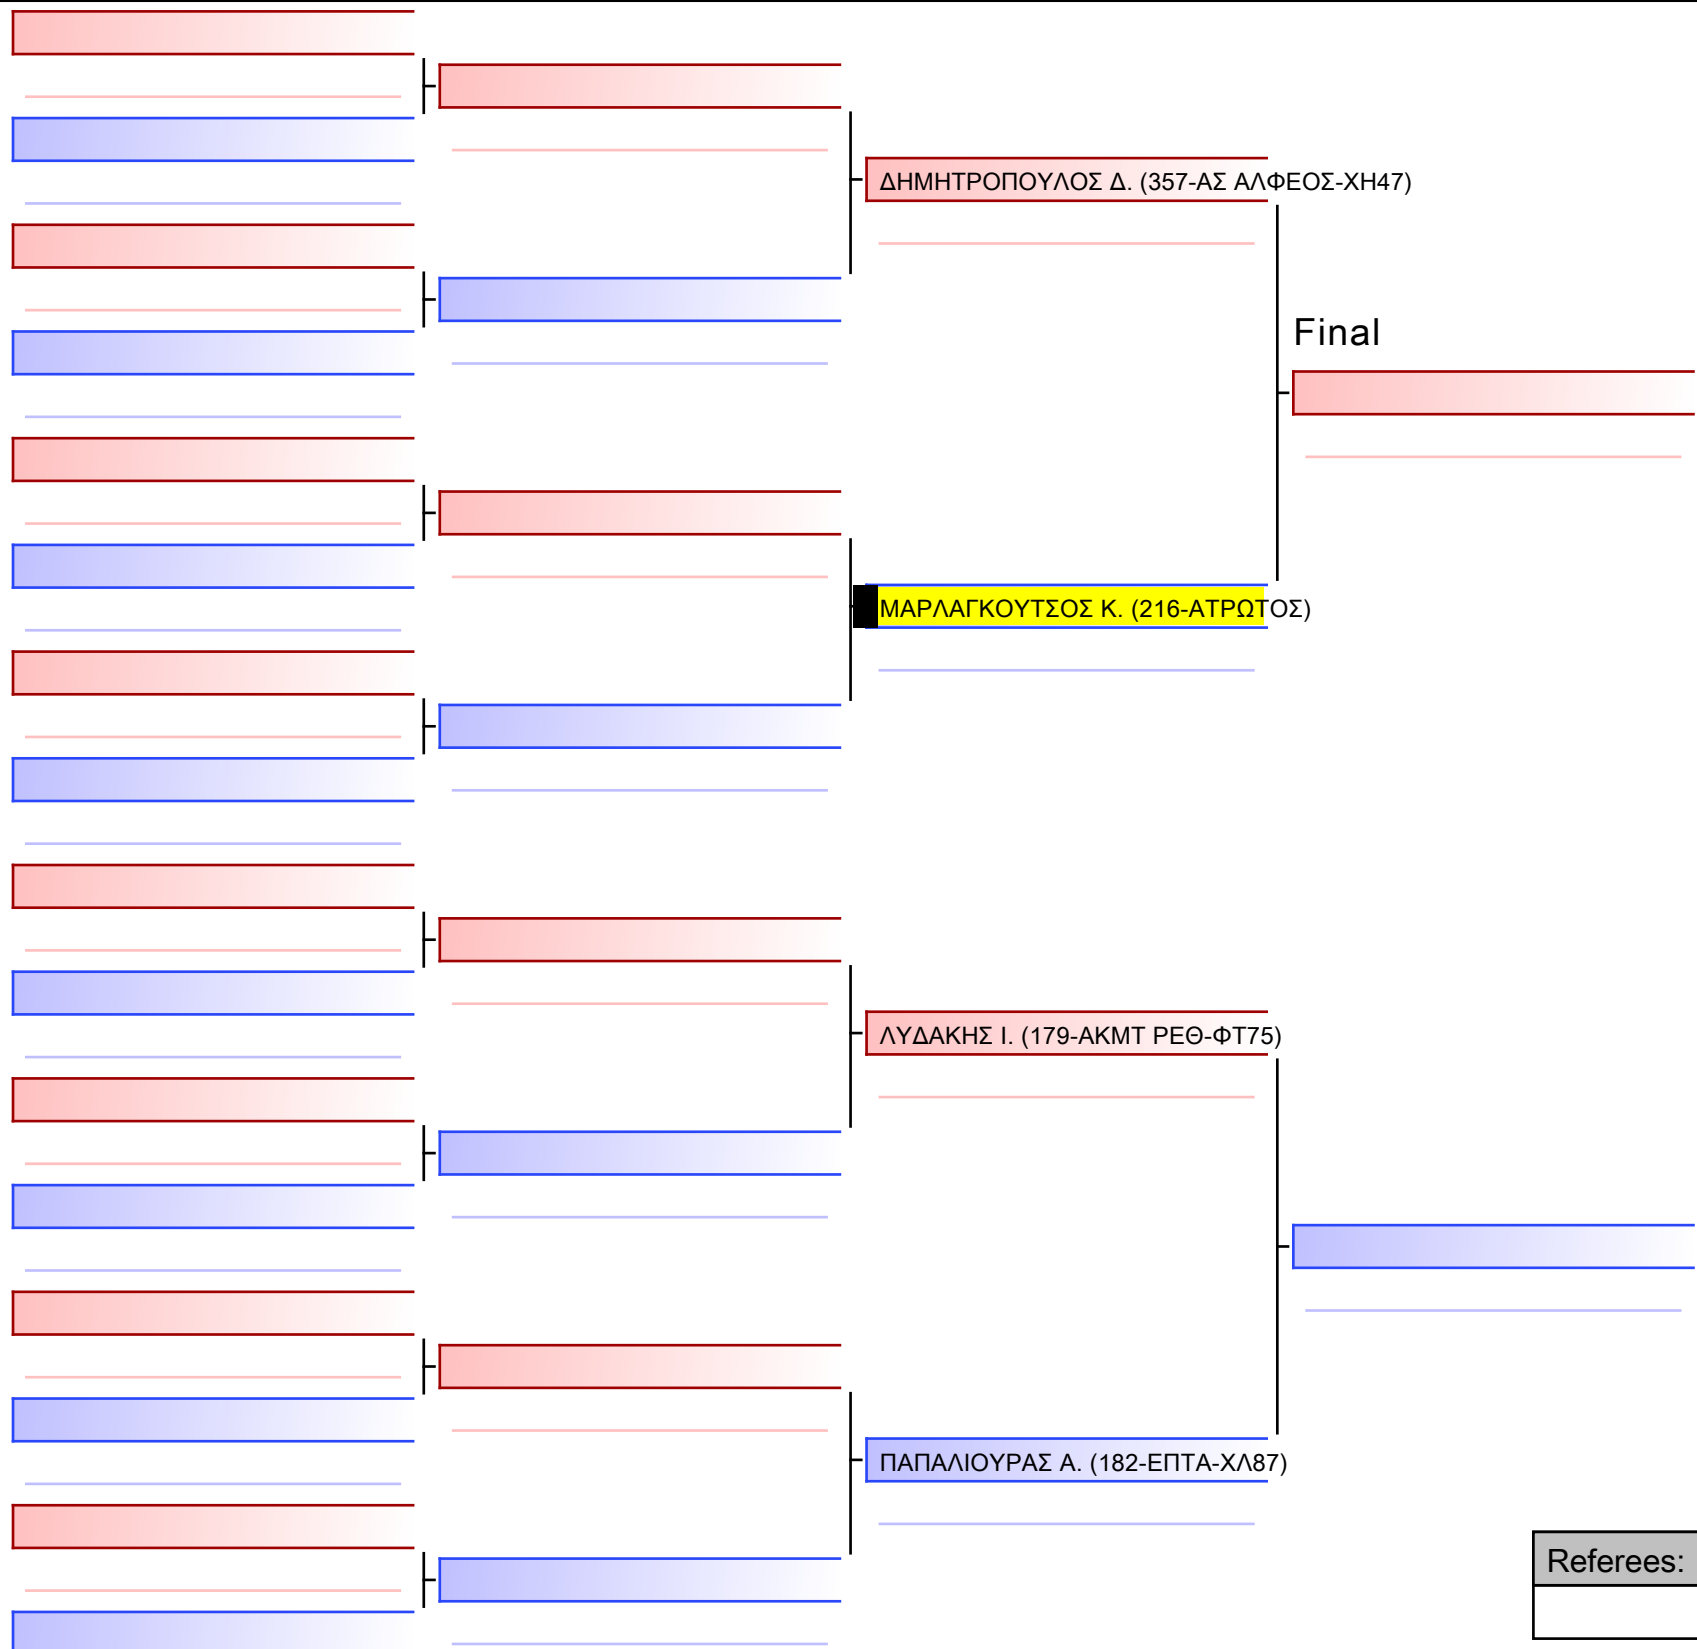 ΔΗΜΗΤΡΟΠΟΥΛΟΣ Δ. (357-ΑΣ ΑΛΦΕΟΣ-ΧΗ47)
Final
ΜΑΡΛΑΓΚΟΥΤΣΟΣ Κ. (216-ΑΤΡΩΤΟΣ)
ΛΥΔΑΚΗΣ Ι. (179-ΑΚΜΤ ΡΕΘ-ΦΤ75)
ΠΑΠΑΛΙΟΥΡΑΣ Α. (182-ΕΠΤΑ-ΧΛ87)
Referees: